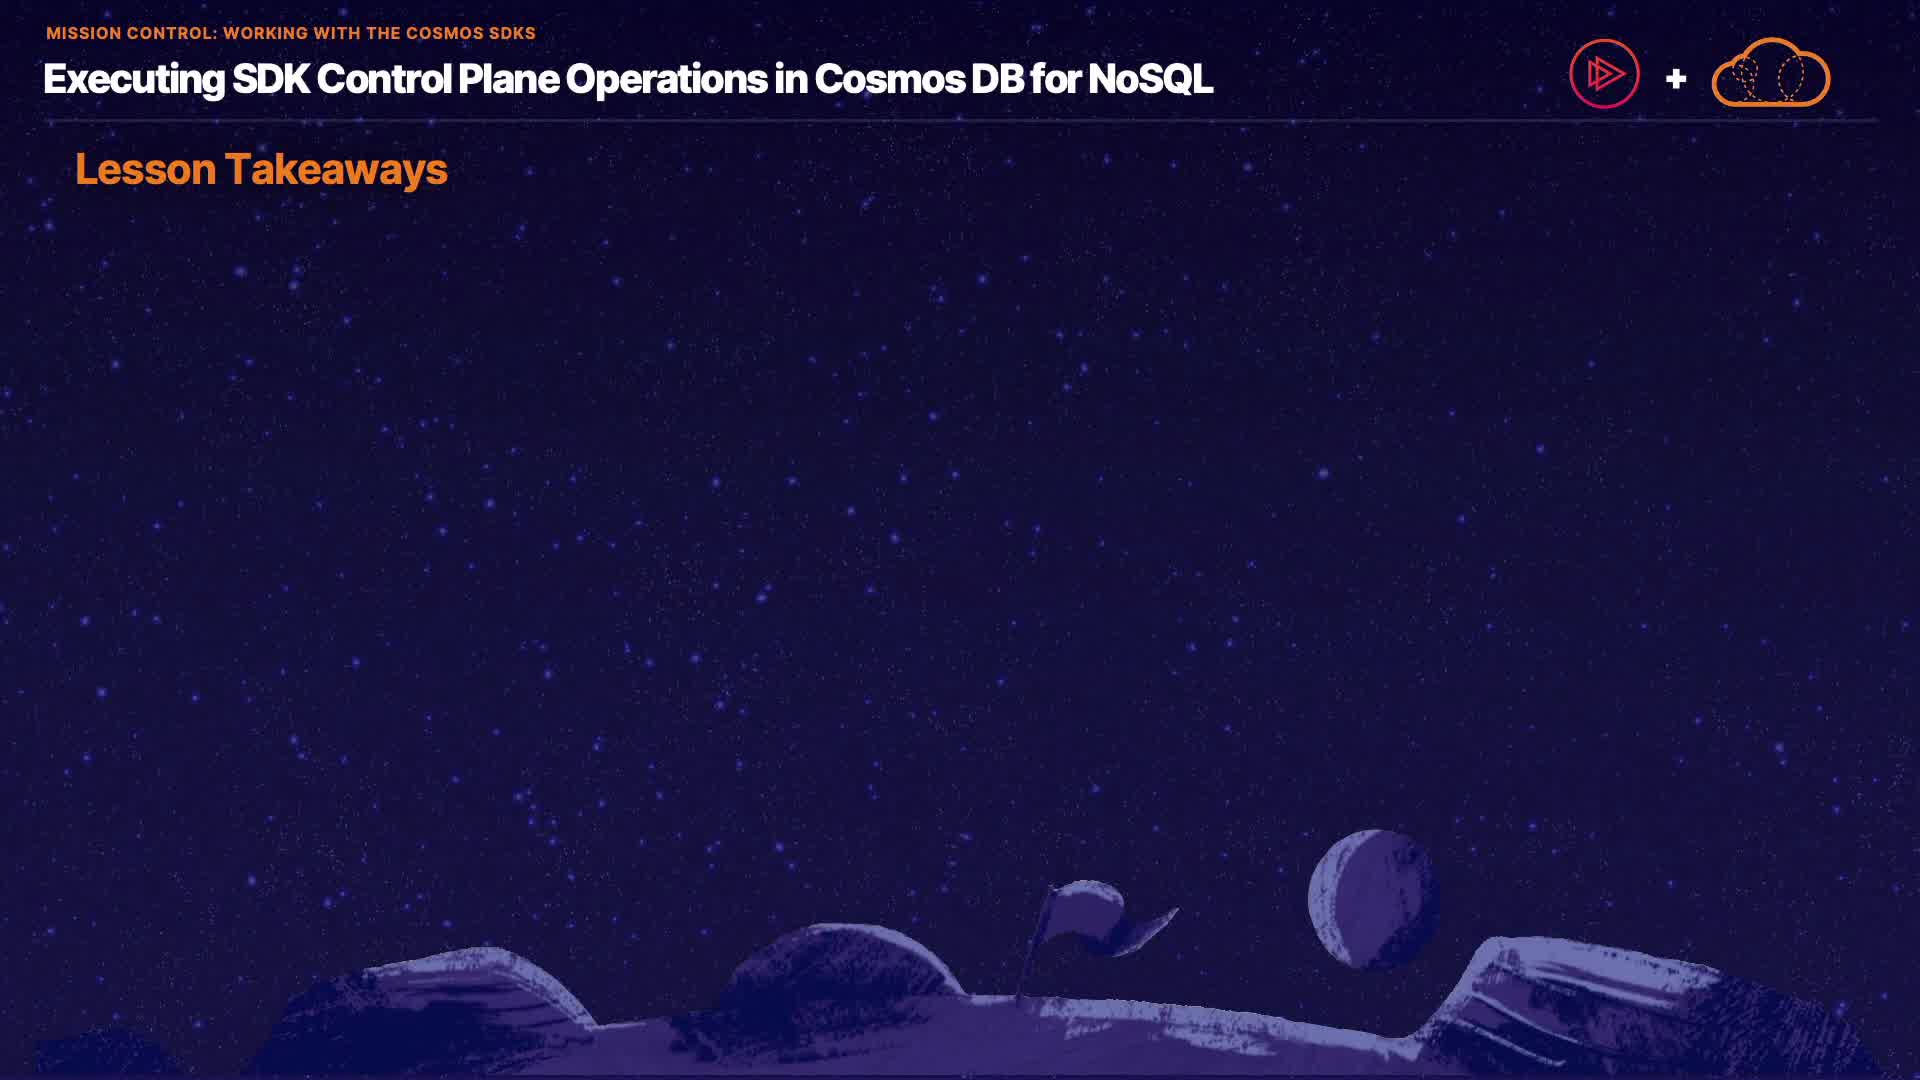 MISSION CONTROL: WORKING WITH THE COSMOS SDKS
Executing SDK Control Plane Operations in Cosmos DB for NoSQL
+
Lesson Takeaways